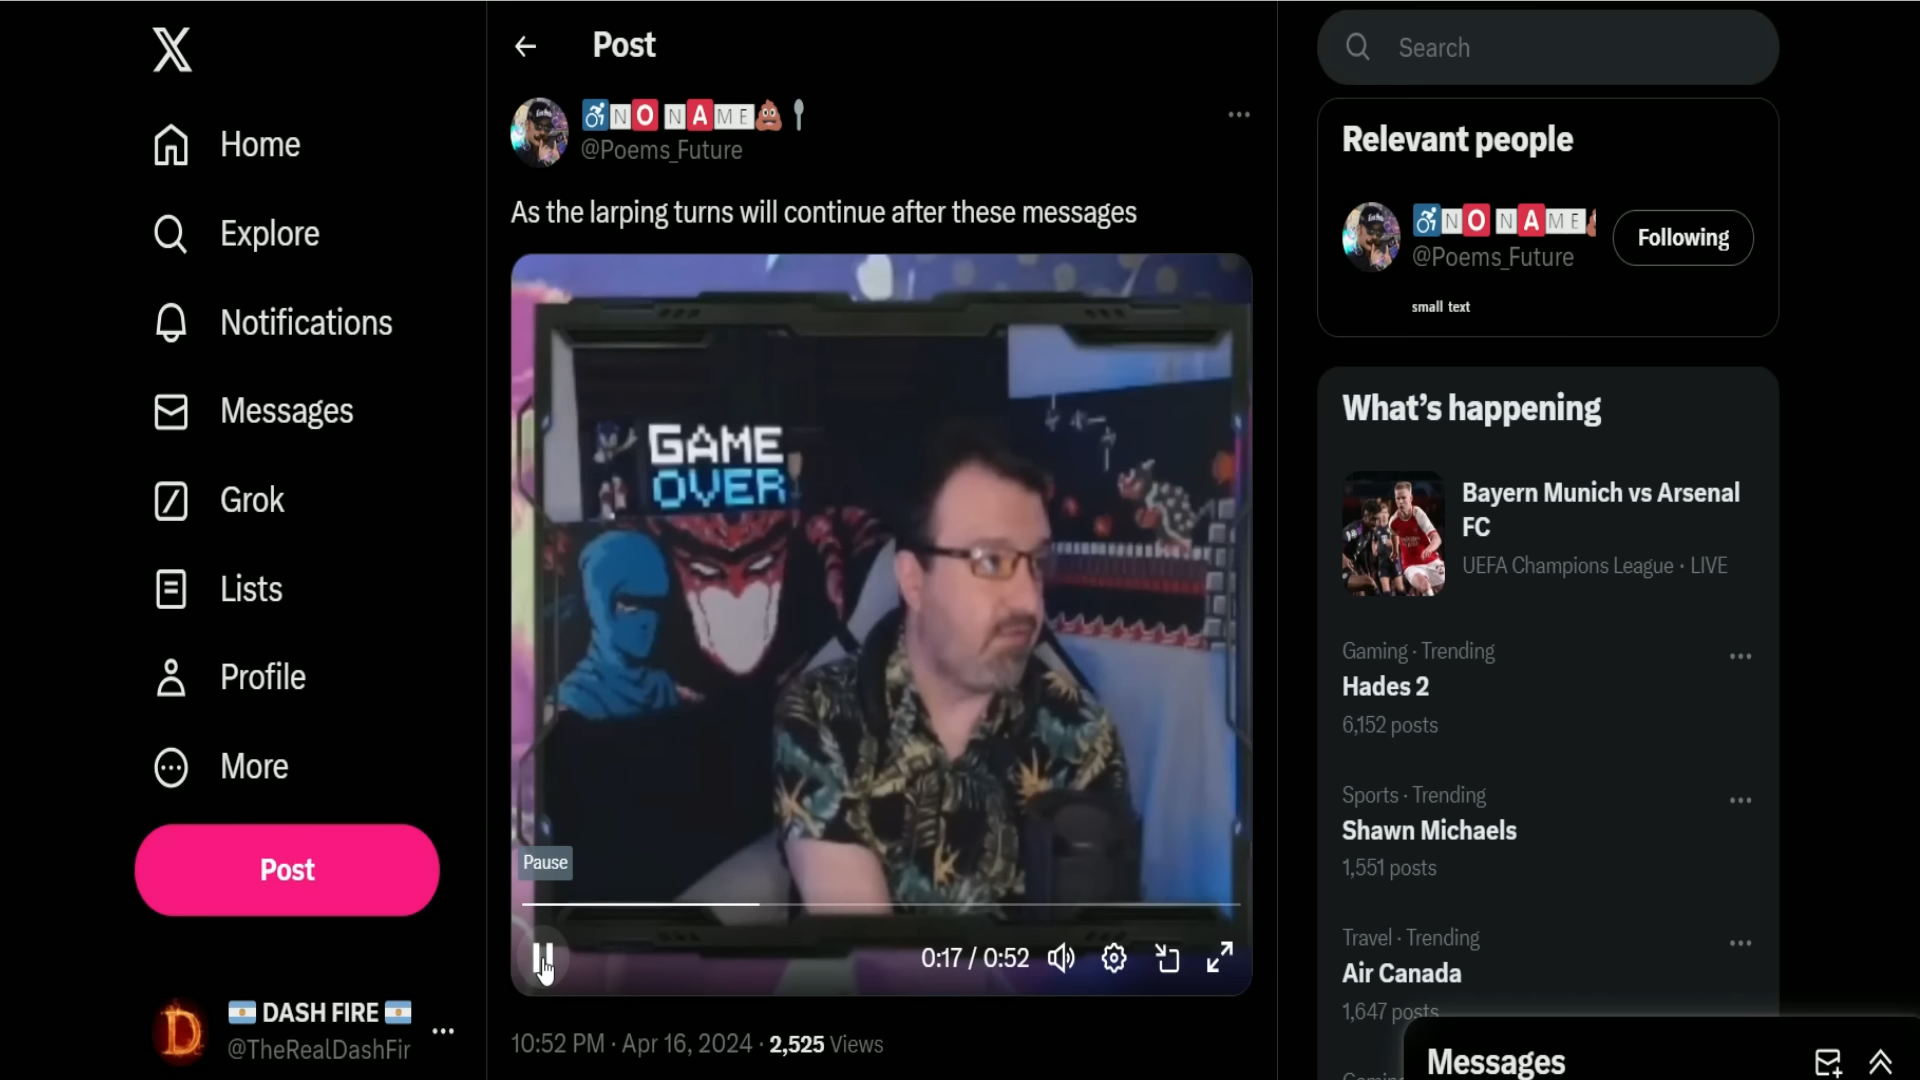 Home
Explore
Notifications
Messages
Grok
Lists
Profile
More
Post
DASH FIRE
@TheRealDashFir
Post
NO NAME
@Poems_Future
As the larping turns will continue after these messages
GAME
OVER
Pause
0:17 / 0:52
10:52 PM · Apr 16, 2024 · 2,525 Views
Search
Relevant people
NO NAME
@Poems_Future
Following
small text
What's happening
Bayern Munich vs Arsenal
FC
UEFA Champions League · LIVE
Gaming · Trending
Hades 2
6,152 posts
Sports · Trending
Shawn Michaels
1,551 posts
Travel · Trending
Air Canada
1,647 posts
Messages